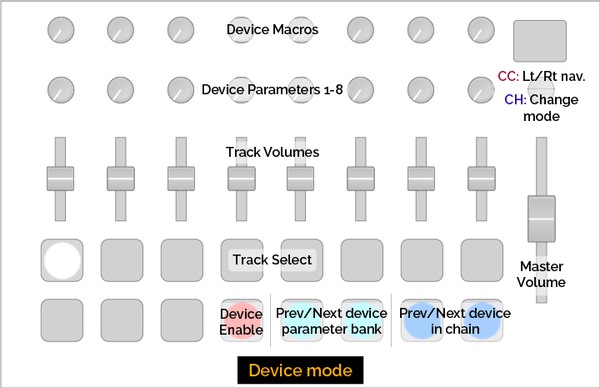 Device Macros
Device Parameters 1-8
CC: Lt/Rt nav.
CH: Change
mode
Track Volumes
Track Select
Master
Volume
Device
Enable
Prev/Next device
parameter bank
Prev/Next device
in chain
Device mode